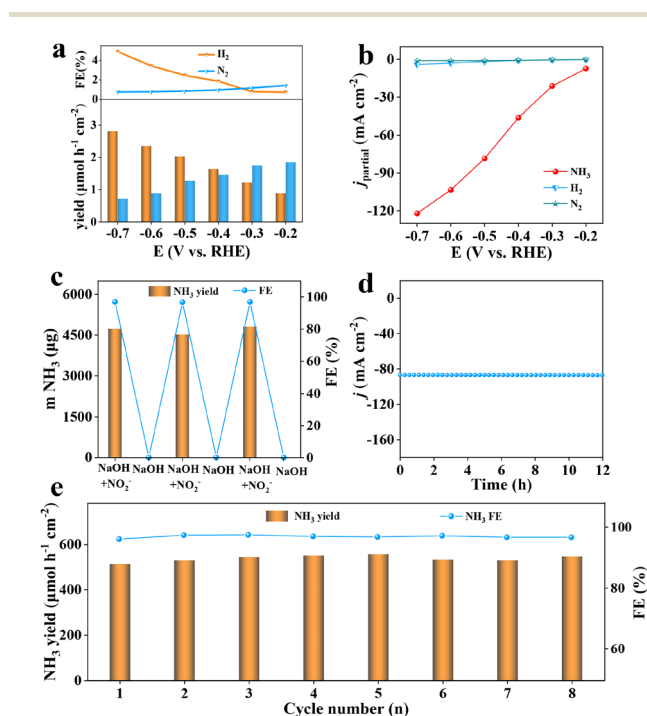 a
H₂
N₂
FE(%)
4
2
0
yield (μmol h⁻¹ cm⁻²)
3
2
1
0
-0.7 -0.6 -0.5 -0.4 -0.3 -0.2
E (V vs. RHE)
b
j partial (mA cm⁻²)
0
-30
-60
-90
-120
NH₃
H₂
N₂
-0.7 -0.6 -0.5 -0.4 -0.3 -0.2
E (V vs. RHE)
c
NH₃ yield FE
m NH₃ (μg)
6000
4500
3000
1500
0
FE (%)
100
80
60
40
20
0
NaOH NaOH NaOH NaOH NaOH NaOH
+NO₂⁻ +NO₂⁻ +NO₂⁻
d
j (mA cm⁻²)
0
-40
-80
-120
-160
0 2 4 6 8 10 12
Time (h)
e
NH₃ yield NH₃ FE
NH₃ yield (μmol h⁻¹ cm⁻²)
600
400
200
0
FE (%)
100
80
60
1 2 3 4 5 6 7 8
Cycle number (n)